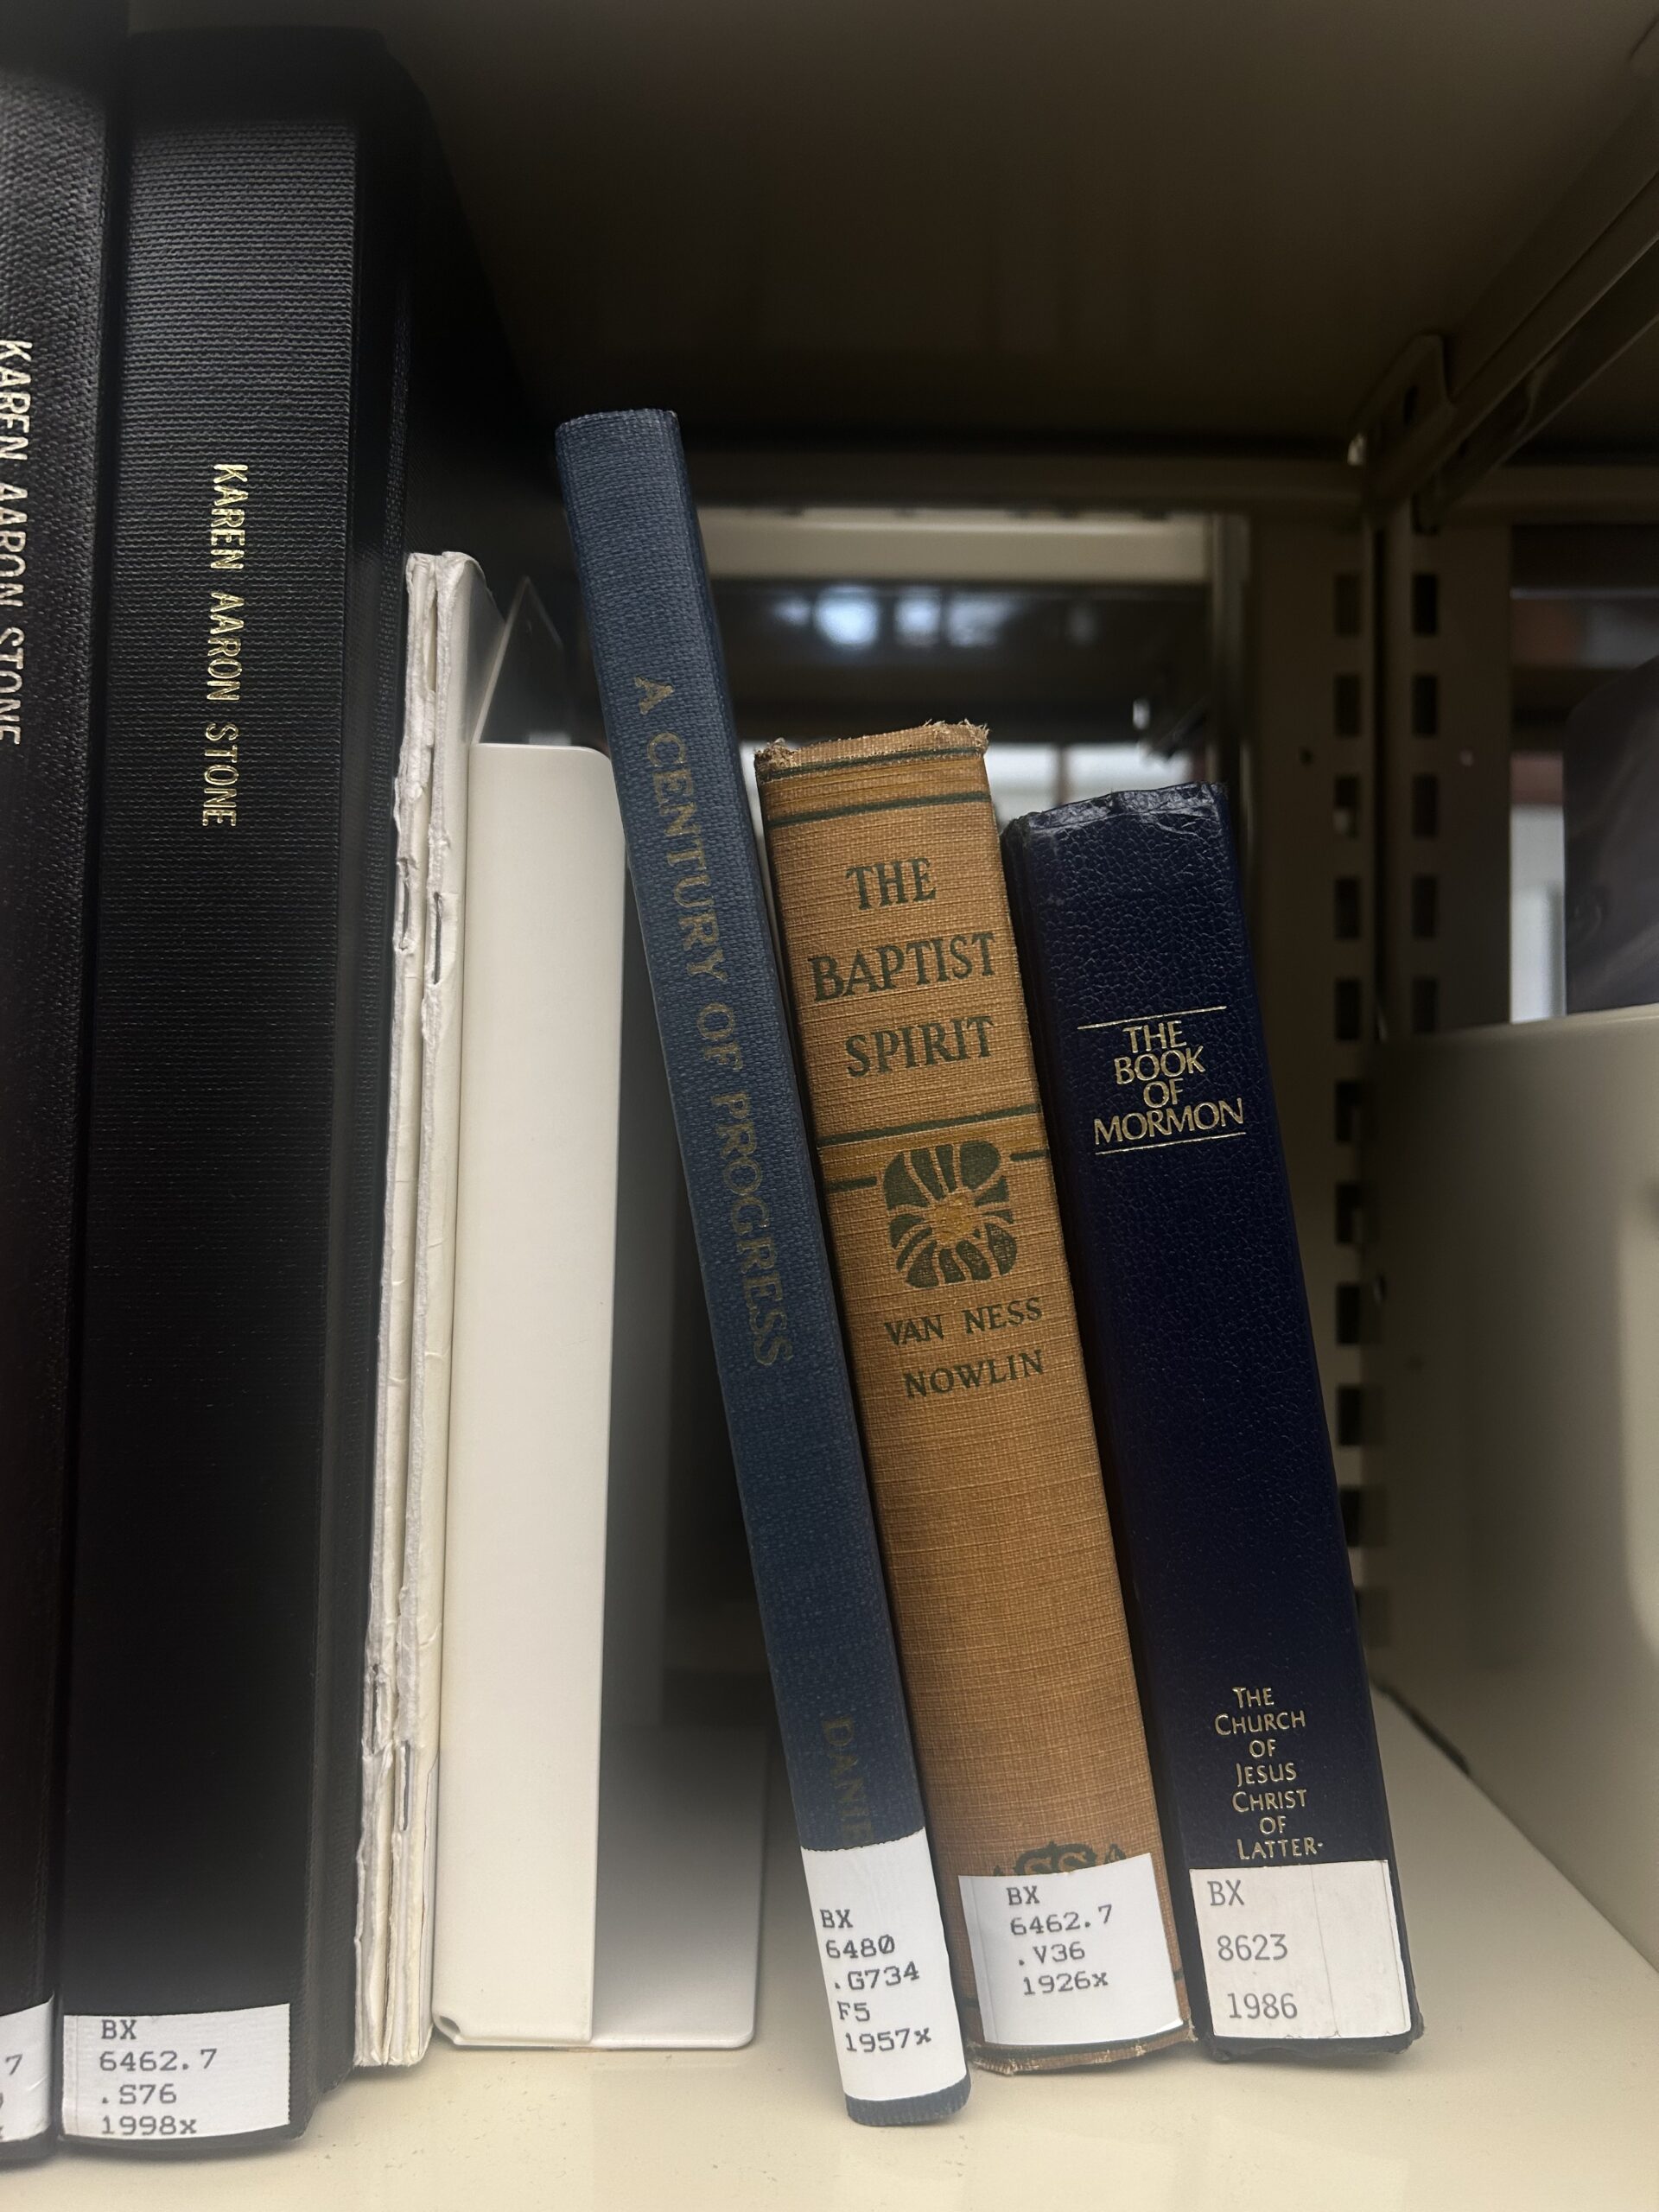 KAREN AARON STONE
7
KAREN AARON STONE
BX
6462.7
.S76
1998x
A CENTURY OF PROGRESS
DANIE
BX
6480
.G734
F5
1957x
THE
BAPTIST
SPIRIT
VAN NESS
NOWLIN
BX
6462.7
.V36
1926x
THE
BOOK
OF
MORMON
THE
CHURCH
OF
JESUS
CHRIST
OF
LATTER-
BX
8623
1986